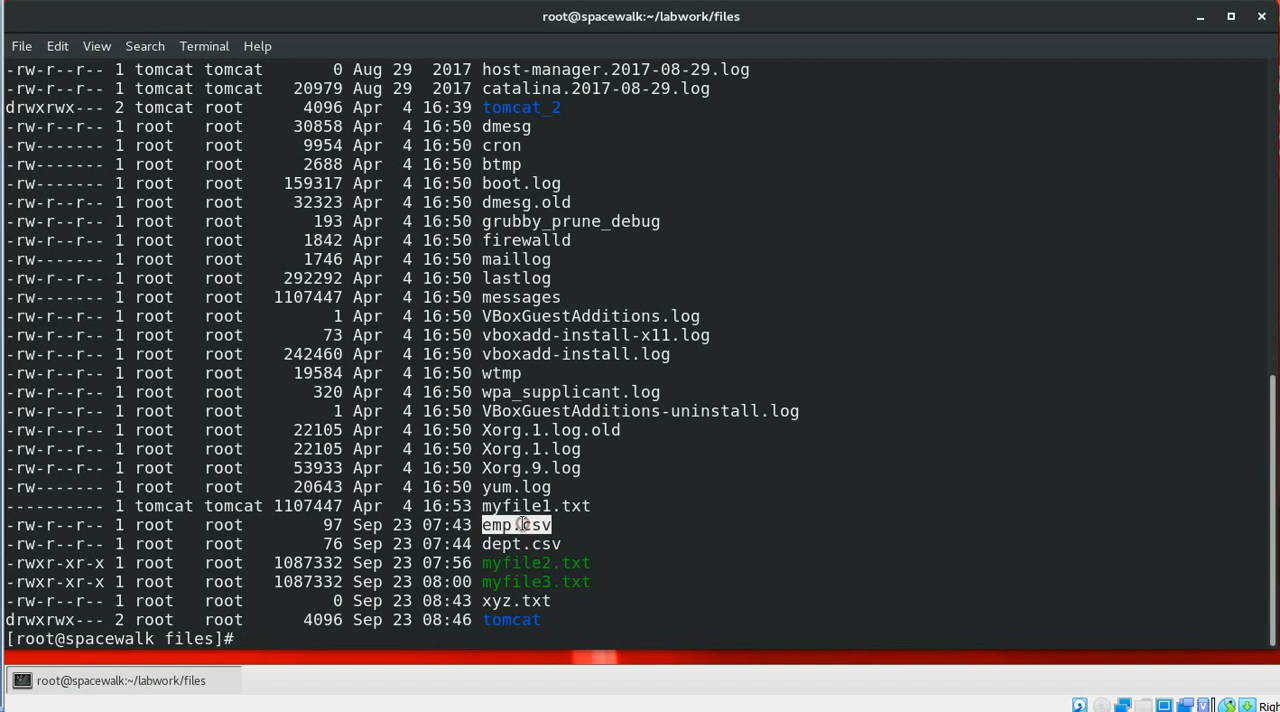 root@spacewalk:~/labwork/files
File Edit View Search Terminal Help
-rw-r--r-- 1 tomcat tomcat 0 Aug 29 2017 host-manager.2017-08-29.log
-rw-r--r-- 1 tomcat tomcat 20979 Aug 29 2017 catalina.2017-08-29.log
drwxrwx--- 2 tomcat root 4096 Apr 4 16:39 tomcat_2
-rw-r--r-- 1 root root 30858 Apr 4 16:50 dmesg
-rw------- 1 root root 9954 Apr 4 16:50 cron
-rw------- 1 root root 2688 Apr 4 16:50 btmp
-rw------- 1 root root 159317 Apr 4 16:50 boot.log
-rw-r--r-- 1 root root 32323 Apr 4 16:50 dmesg.old
-rw-r--r-- 1 root root 193 Apr 4 16:50 grubby_prune_debug
-rw-r--r-- 1 root root 1842 Apr 4 16:50 firewalld
-rw------- 1 root root 1746 Apr 4 16:50 maillog
-rw-r--r-- 1 root root 292292 Apr 4 16:50 lastlog
-rw------- 1 root root 1107447 Apr 4 16:50 messages
-rw-r--r-- 1 root root 1 Apr 4 16:50 VBoxGuestAdditions.log
-rw-r--r-- 1 root root 73 Apr 4 16:50 vboxadd-install-x11.log
-rw-r--r-- 1 root root 242460 Apr 4 16:50 vboxadd-install.log
-rw-r--r-- 1 root root 19584 Apr 4 16:50 wtmp
-rw-r--r-- 1 root root 320 Apr 4 16:50 wpa_supplicant.log
-rw-r--r-- 1 root root 1 Apr 4 16:50 VBoxGuestAdditions-uninstall.log
-rw-r--r-- 1 root root 22105 Apr 4 16:50 Xorg.1.log.old
-rw-r--r-- 1 root root 22105 Apr 4 16:50 Xorg.1.log
-rw-r--r-- 1 root root 53933 Apr 4 16:50 Xorg.9.log
-rw------- 1 root root 20643 Apr 4 16:50 yum.log
---------- 1 tomcat tomcat 1107447 Apr 4 16:53 myfile1.txt
-rw-r--r-- 1 root root 97 Sep 23 07:43 emp.csv
-rw-r--r-- 1 root root 76 Sep 23 07:44 dept.csv
-rwxr-xr-x 1 root root 1087332 Sep 23 07:56 myfile2.txt
-rwxr-xr-x 1 root root 1087332 Sep 23 08:00 myfile3.txt
-rw-r--r-- 1 root root 0 Sep 23 08:43 xyz.txt
drwxrwx--- 2 root root 4096 Sep 23 08:46 tomcat
[root@spacewalk files]#
root@spacewalk:~/labwork/files